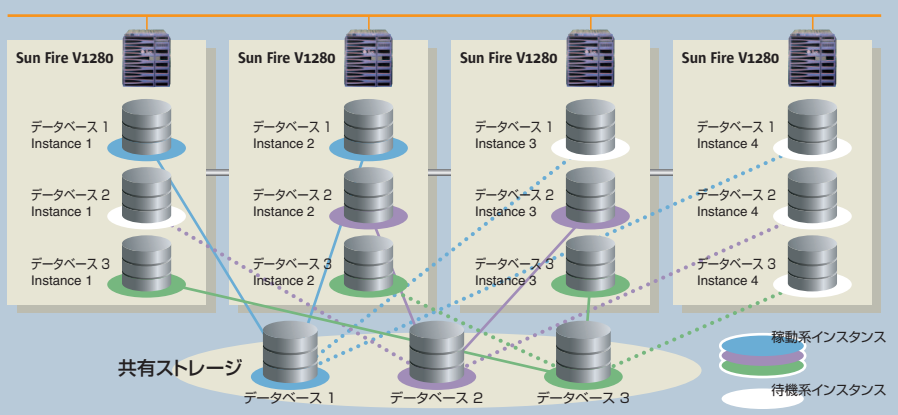 Sun Fire V1280
データベース 1
Instance 1
データベース 2
Instance 1
データベース 3
Instance 1
Sun Fire V1280
データベース 1
Instance 2
データベース 2
Instance 2
データベース 3
Instance 2
Sun Fire V1280
データベース 1
Instance 3
データベース 2
Instance 3
データベース 3
Instance 3
Sun Fire V1280
データベース 1
Instance 4
データベース 2
Instance 4
データベース 3
Instance 4
共有ストレージ
データベース 1
データベース 2
データベース 3
稼動系インスタンス
待機系インスタンス